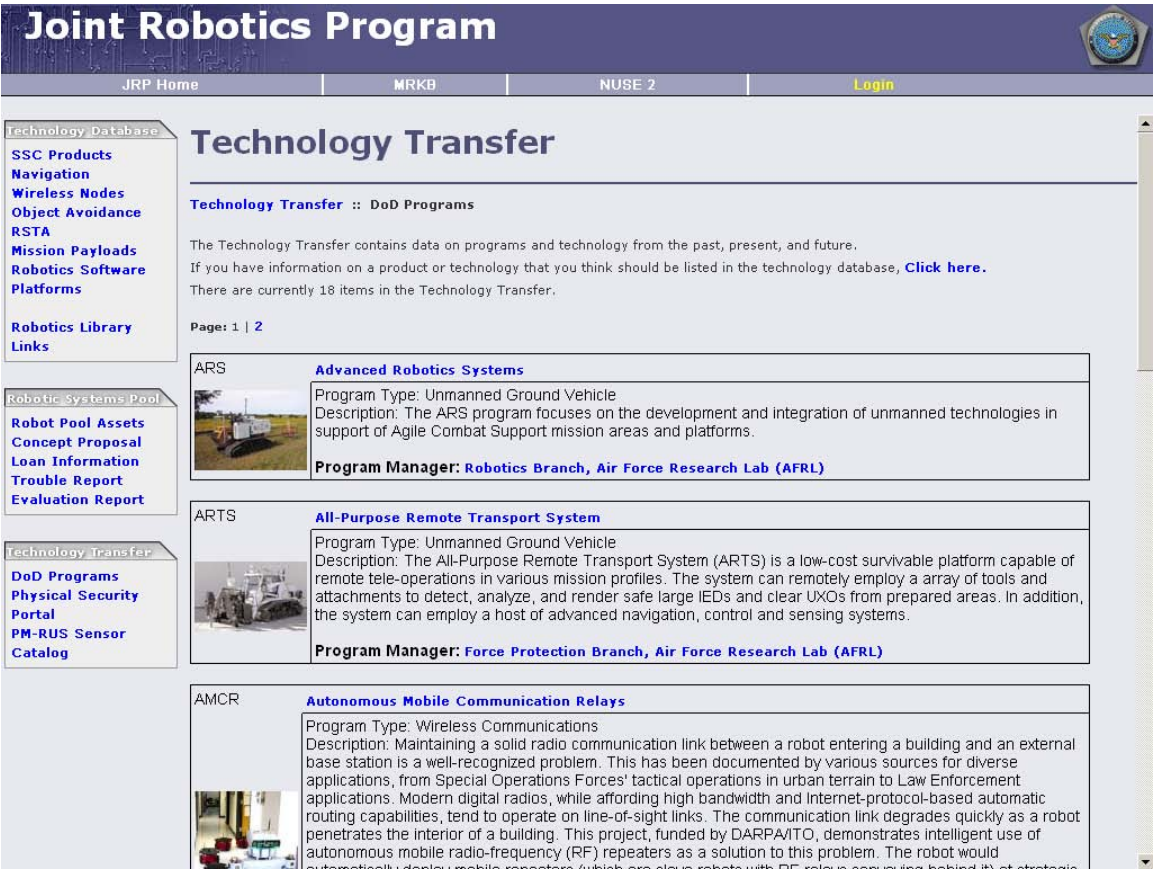 Joint Robotics Program
JRP Home
MRKB
NUSE 2
Login
Technology Database
SSC Products
Navigation
Wireless Nodes
Object Avoidance
RSTA
Mission Payloads
Robotics Software
Platforms
Robotics Library
Links
Robotic Systems Pool
Robot Pool Assets
Concept Proposal
Loan Information
Trouble Report
Evaluation Report
Technology Transfer
DoD Programs
Physical Security
Portal
PM-RUS Sensor
Catalog
Technology Transfer
Technology Transfer :: DoD Programs
The Technology Transfer contains data on programs and technology from the past, present, and future.
If you have information on a product or technology that you think should be listed in the technology database, Click here.
There are currently 18 items in the Technology Transfer.
Page: 1 | 2
ARS
Advanced Robotics Systems
Program Type: Unmanned Ground Vehicle
Description: The ARS program focuses on the development and integration of unmanned technologies in
support of Agile Combat Support mission areas and platforms.
Program Manager: Robotics Branch, Air Force Research Lab (AFRL)
ARTS
All-Purpose Remote Transport System
Program Type: Unmanned Ground Vehicle
Description: The All-Purpose Remote Transport System (ARTS) is a low-cost survivable platform capable of
remote tele-operations in various mission profiles. The system can remotely employ a array of tools and
attachments to detect, analyze, and render safe large IEDs and clear UXOs from prepared areas. In addition,
the system can employ a host of advanced navigation, control and sensing systems.
Program Manager: Force Protection Branch, Air Force Research Lab (AFRL)
AMCR
Autonomous Mobile Communication Relays
Program Type: Wireless Communications
Description: Maintaining a solid radio communication link between a robot entering a building and an external
base station is a well-recognized problem. This has been documented by various sources for diverse
applications, from Special Operations Forces' tactical operations in urban terrain to Law Enforcement
applications. Modern digital radios, while affording high bandwidth and Internet-protocol-based automatic
routing capabilities, tend to operate on line-of-sight links. The communication link degrades quickly as a robot
penetrates the interior of a building. This project, funded by DARPA/ITO, demonstrates intelligent use of
autonomous mobile radio-frequency (RF) repeaters as a solution to this problem. The robot would
automatically deploy mobile repeaters (which are slave robots with RF relays conveying behind it) at strategic